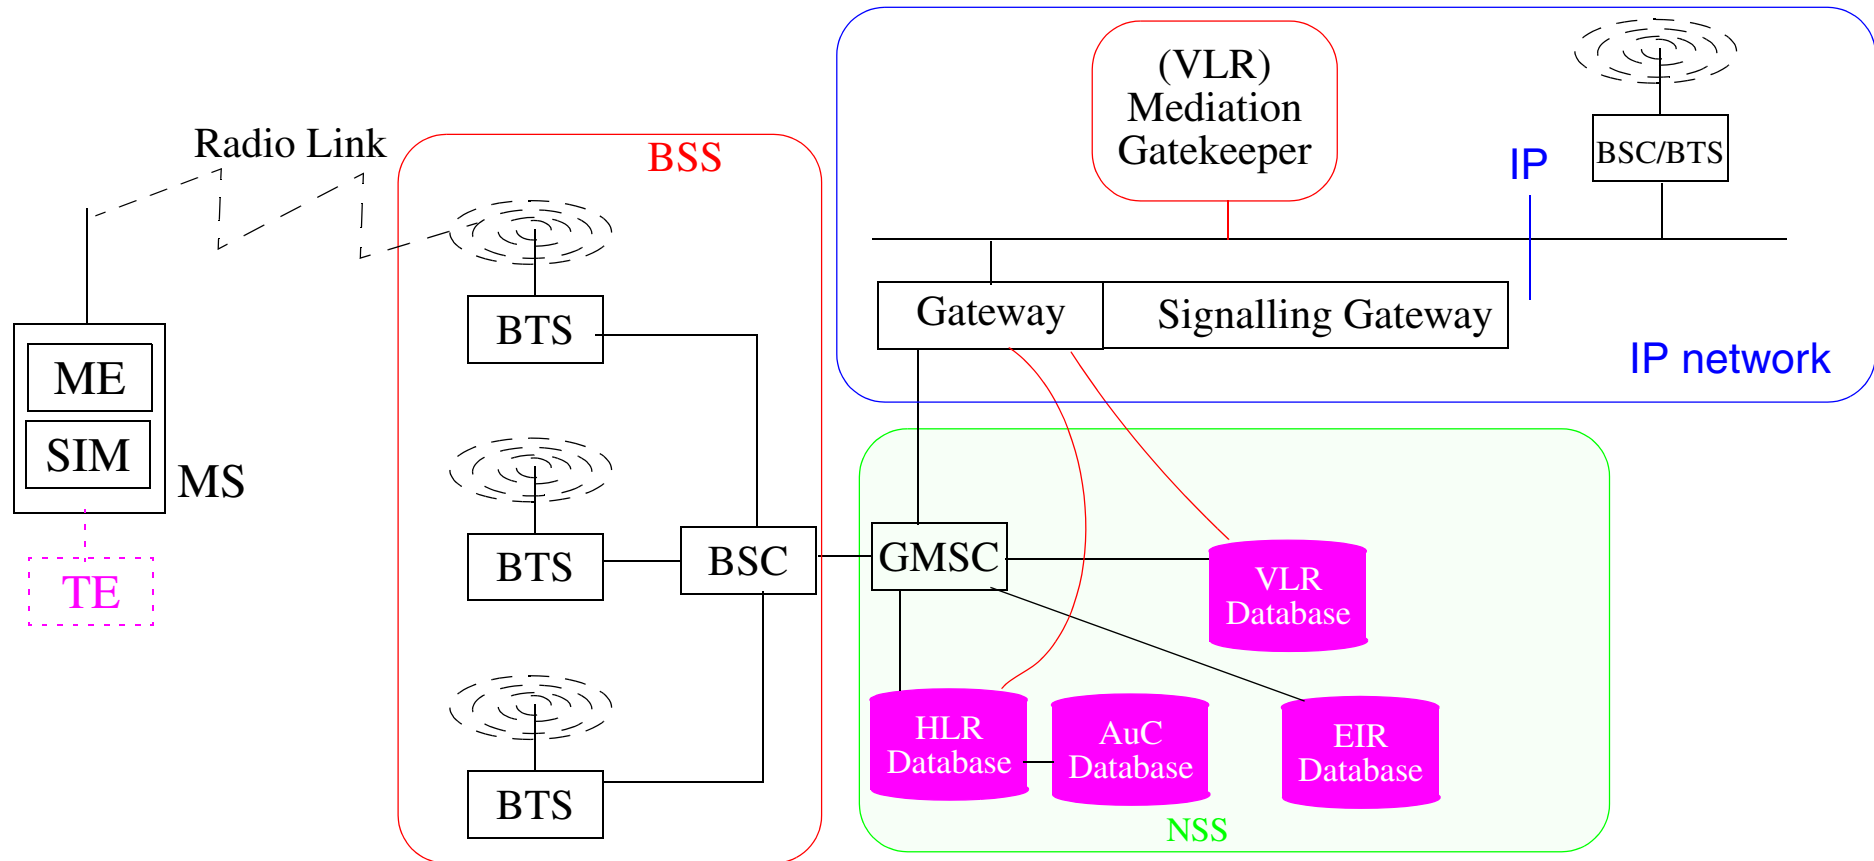 Radio Link
ME
SIM
MS
TE
BSS
BTS
BTS
BTS
BSC
(VLR)
Mediation
Gatekeeper
IP
BSC/BTS
Gateway
Signalling Gateway
IP network
GMSC
VLR
Database
HLR
Database
AuC
Database
EIR
Database
NSS